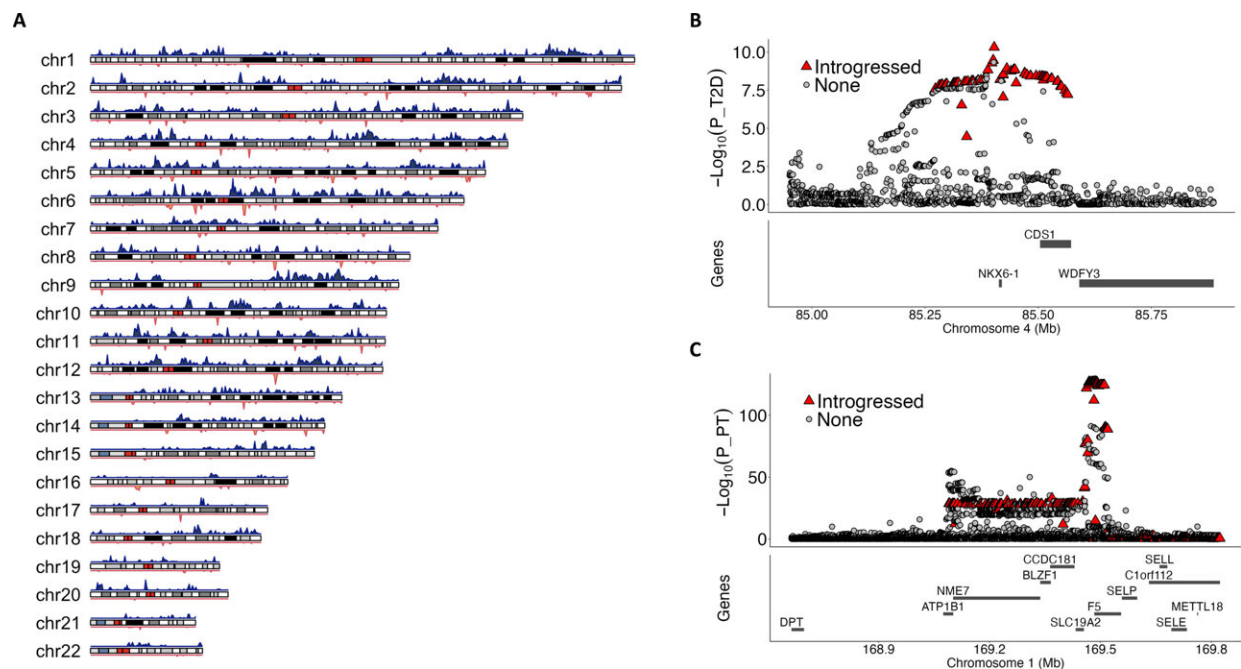 A
chr1
chr2
chr3
chr4
chr5
chr6
chr7
chr8
chr9
chr10
chr11
chr12
chr13
chr14
chr15
chr16
chr17
chr18
chr19
chr20
chr21
chr22
B
−Log₁₀(P_T2D)
10.0
7.5
5.0
2.5
0.0
Introgressed
None
Genes
CDS1
NKX6-1 WDFY3
85.00 85.25 85.50 85.75
Chromosome 4 (Mb)
C
−Log₁₀(P_PT)
100
50
0
Introgressed
None
Genes
CCDC181 SELL
BLZF1 C1orf112
NME7 SELP
ATP1B1 F5 METTL18
DPT SLC19A2 SELE
168.9 169.2 169.5 169.8
Chromosome 1 (Mb)